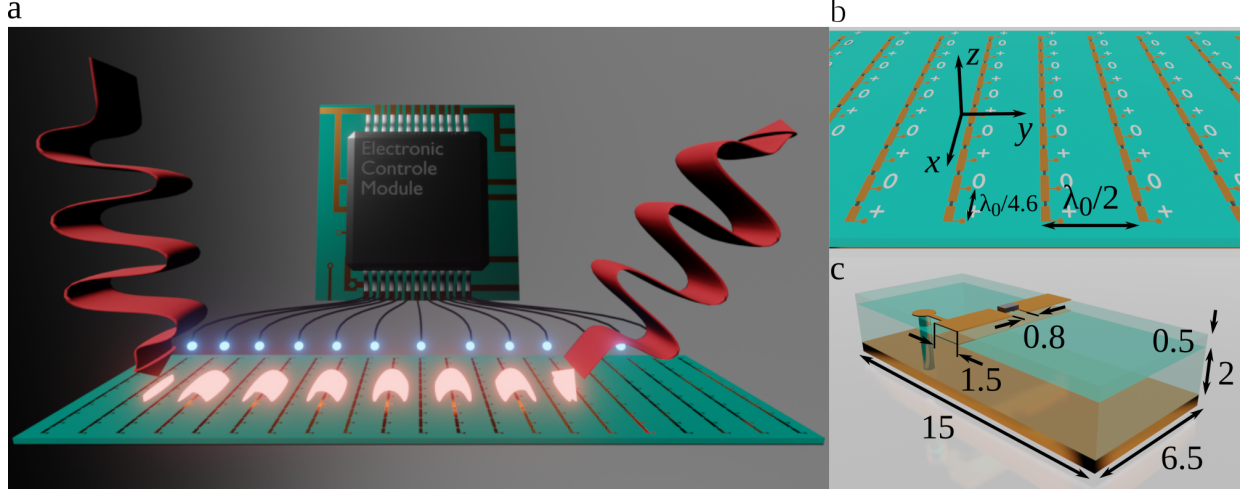 a
Electronic
Controle
Module
b
z
y
x
λ₀/4.6
λ₀/2
c
0.8
0.5
1.5
2
15
6.5